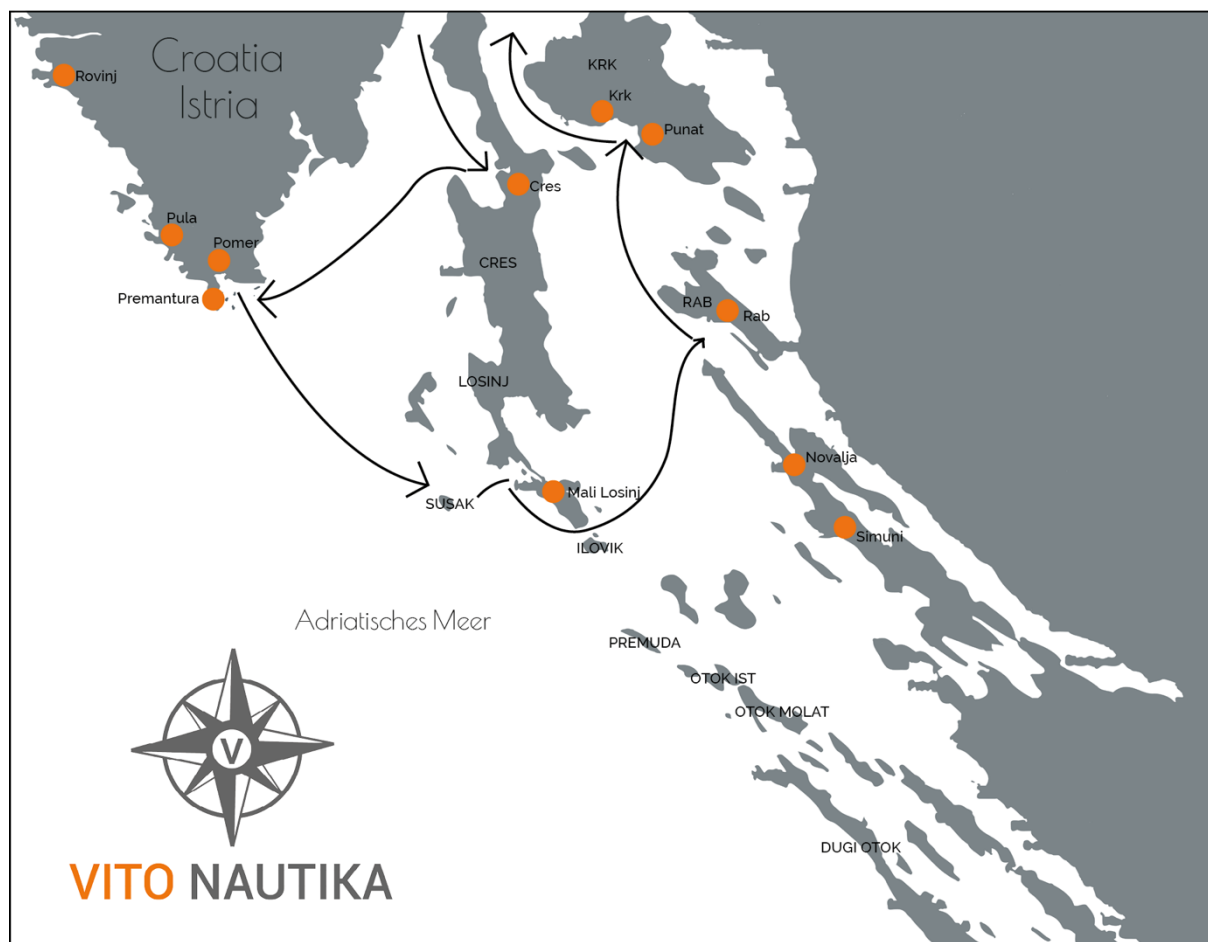 Croatia
Istria
Rovinj
KRK
Krk
Punat
Cres
Pula
Pomer
CRES
Premantura
RAB
Rab
LOSINJ
Novalja
Mali Losinj
SUSAK
Simuni
ILOVIK
Adriatisches Meer
PREMUDA
OTOK IST
OTOK MOLAT
V
DUGI OTOK
VITO NAUTIKA